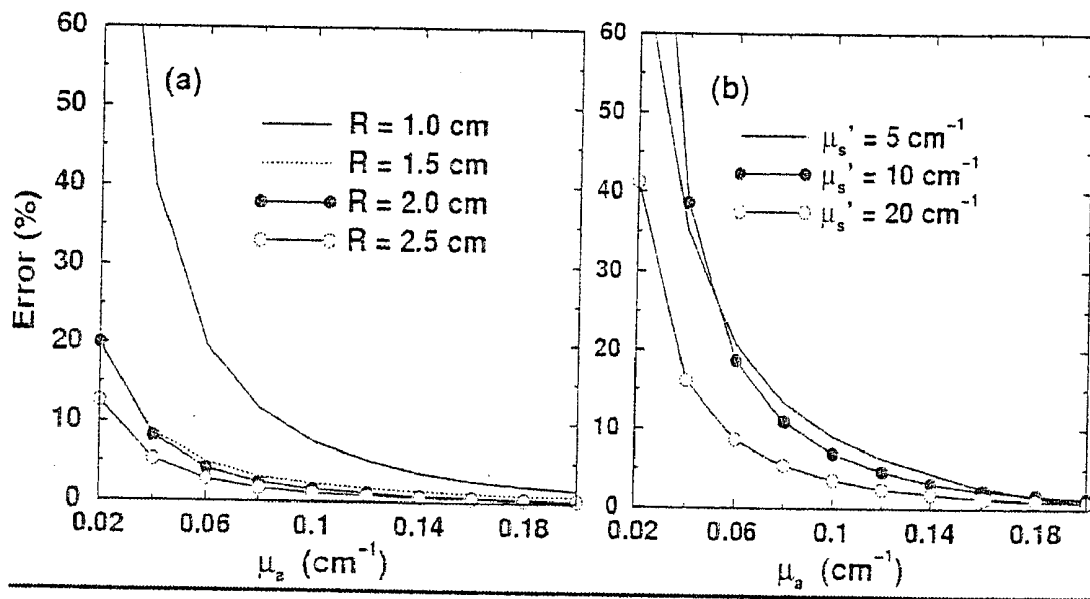 60
50
40
30
20
10
0
Error (%)
(a)
R = 1.0 cm
R = 1.5 cm
R = 2.0 cm
R = 2.5 cm
0.02 0.06 0.1 0.14 0.18
μa (cm⁻¹)
60
50
40
30
20
10
0
(b)
μs' = 5 cm⁻¹
μs' = 10 cm⁻¹
μs' = 20 cm⁻¹
0.02 0.06 0.10 0.14 0.18
μa (cm⁻¹)